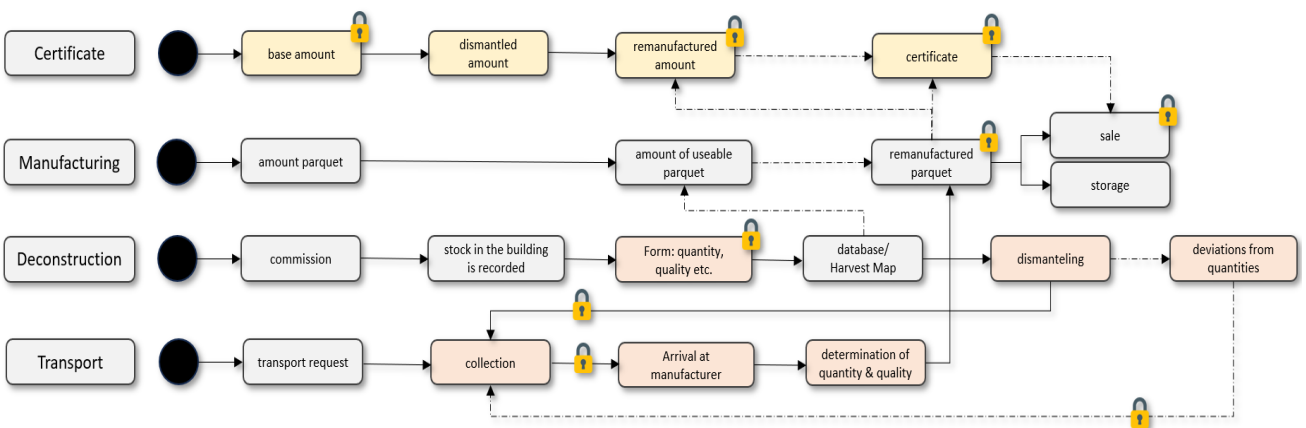 Certificate
base amount
dismantled
amount
remanufactured
amount
certificate
sale
storage
Manufacturing
amount parquet
amount of useable
parquet
remanufactured
parquet
Deconstruction
commission
stock in the building
is recorded
Form: quantity,
quality etc.
database/
Harvest Map
dismanteling
deviations from
quantities
Transport
transport request
collection
Arrival at
manufacturer
determination of
quantity & quality